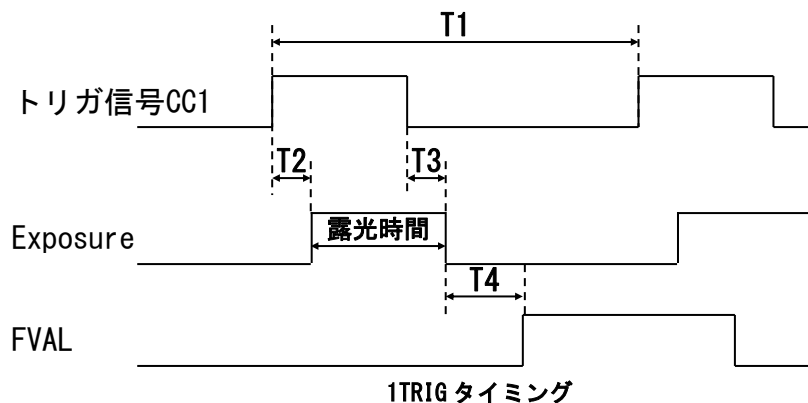 T1
トリガ信号CC1
T2
T3
Exposure
露光時間
T4
FVAL
1TRIG タイミング